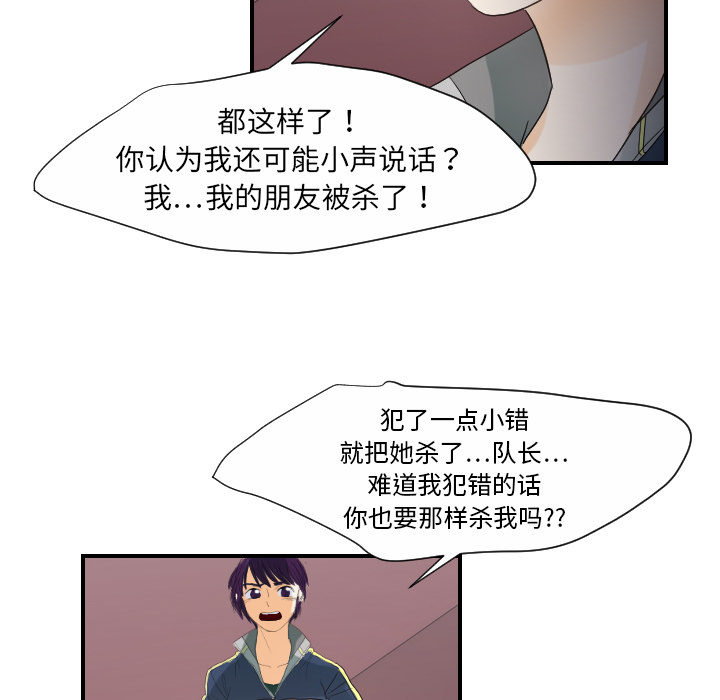 都这样了！
你认为我还可能小声说话？
我...我的朋友被杀了！
犯了一点小错
就把她杀了...队长...
难道我犯错的话
你也要那样杀我吗??